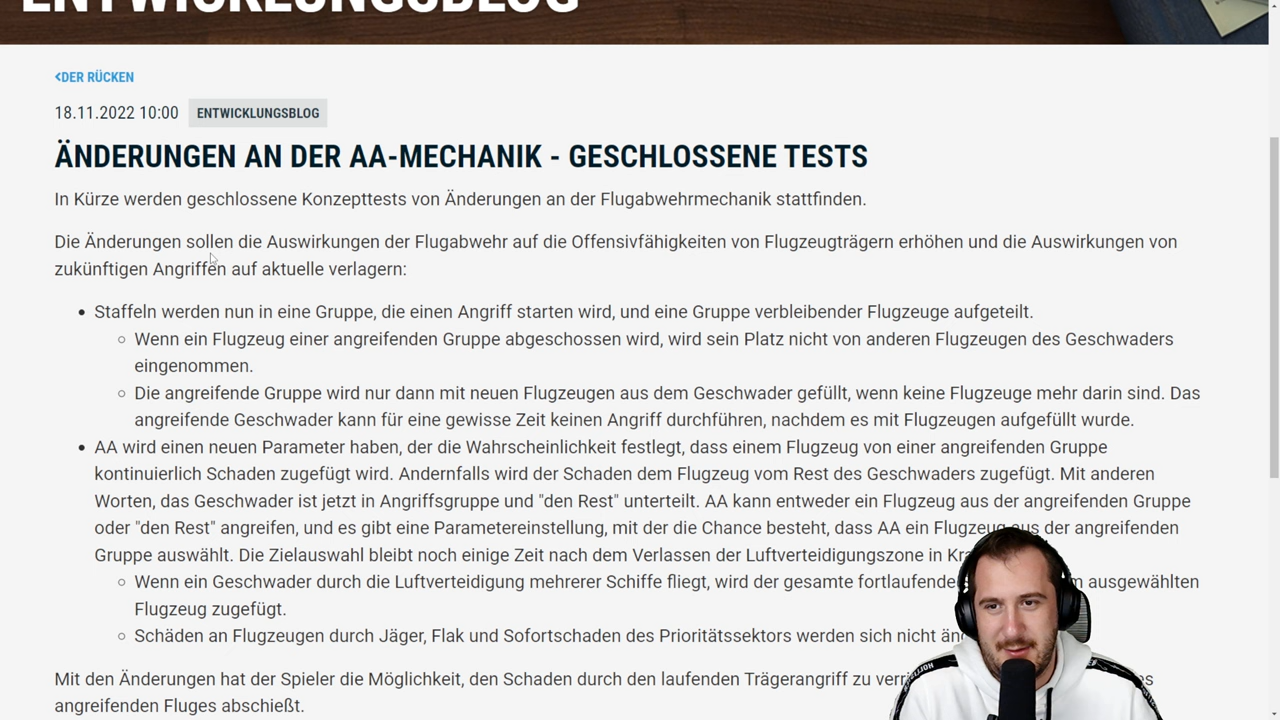 ENTWICKLUNGSBLOG
<DER RÜCKEN
18.11.2022 10:00 ENTWICKLUNGSBLOG
ÄNDERUNGEN AN DER AA-MECHANIK - GESCHLOSSENE TESTS
In Kürze werden geschlossene Konzepttests von Änderungen an der Flugabwehrmechanik stattfinden.
Die Änderungen sollen die Auswirkungen der Flugabwehr auf die Offensivfähigkeiten von Flugzeugträgern erhöhen und die Auswirkungen von
zukünftigen Angriffen auf aktuelle verlagern:
Staffeln werden nun in eine Gruppe, die einen Angriff starten wird, und eine Gruppe verbleibender Flugzeuge aufgeteilt.
Wenn ein Flugzeug einer angreifenden Gruppe abgeschossen wird, wird sein Platz nicht von anderen Flugzeugen des Geschwaders
eingenommen.
Die angreifende Gruppe wird nur dann mit neuen Flugzeugen aus dem Geschwader gefüllt, wenn keine Flugzeuge mehr darin sind. Das
angreifende Geschwader kann für eine gewisse Zeit keinen Angriff durchführen, nachdem es mit Flugzeugen aufgefüllt wurde.
AA wird einen neuen Parameter haben, der die Wahrscheinlichkeit festlegt, dass einem Flugzeug von einer angreifenden Gruppe
kontinuierlich Schaden zugefügt wird. Andernfalls wird der Schaden dem Flugzeug vom Rest des Geschwaders zugefügt. Mit anderen
Worten, das Geschwader ist jetzt in Angriffsgruppe und "den Rest" unterteilt. AA kann entweder ein Flugzeug aus der angreifenden Gruppe
oder "den Rest" angreifen, und es gibt eine Parametereinstellung, mit der die Chance besteht, dass AA ein Flugzeug aus der angreifenden
Gruppe auswählt. Die Zielauswahl bleibt noch einige Zeit nach dem Verlassen der Luftverteidigungszone in
Wenn ein Geschwader durch die Luftverteidigung mehrerer Schiffe fliegt, wird der gesamte fortlaufende ausgewählten
Flugzeug zugefügt.
Schäden an Flugzeugen durch Jäger, Flak und Sofortschaden des Prioritätssektors werden sich nicht
Mit den Änderungen hat der Spieler die Möglichkeit, den Schaden durch den laufenden Trägerangriff zu
angreifenden Fluges abschießt.